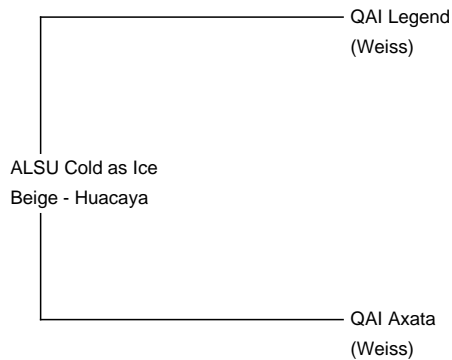 QAI Legend
(Weiss)
ALSU Cold as Ice
Beige - Huacaya
QAI Axata
(Weiss)